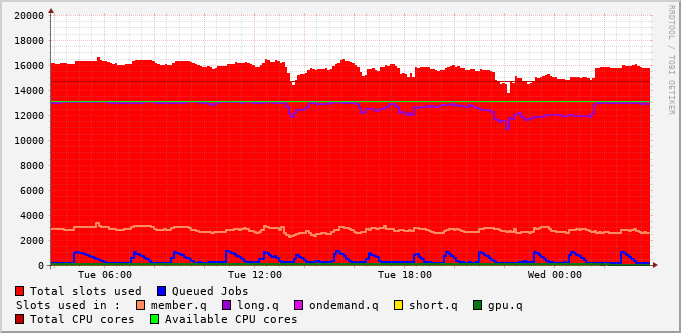 RRDTOOL / TOBI OETIKER
20000
18000
16000
14000
12000
10000
8000
6000
4000
2000
0
Tue 06:00 Tue 12:00 Tue 18:00 Wed 00:00
Total slots used Queued Jobs
Slots used in : member.q long.q ondemand.q short.q gpu.q
Total CPU cores Available CPU cores